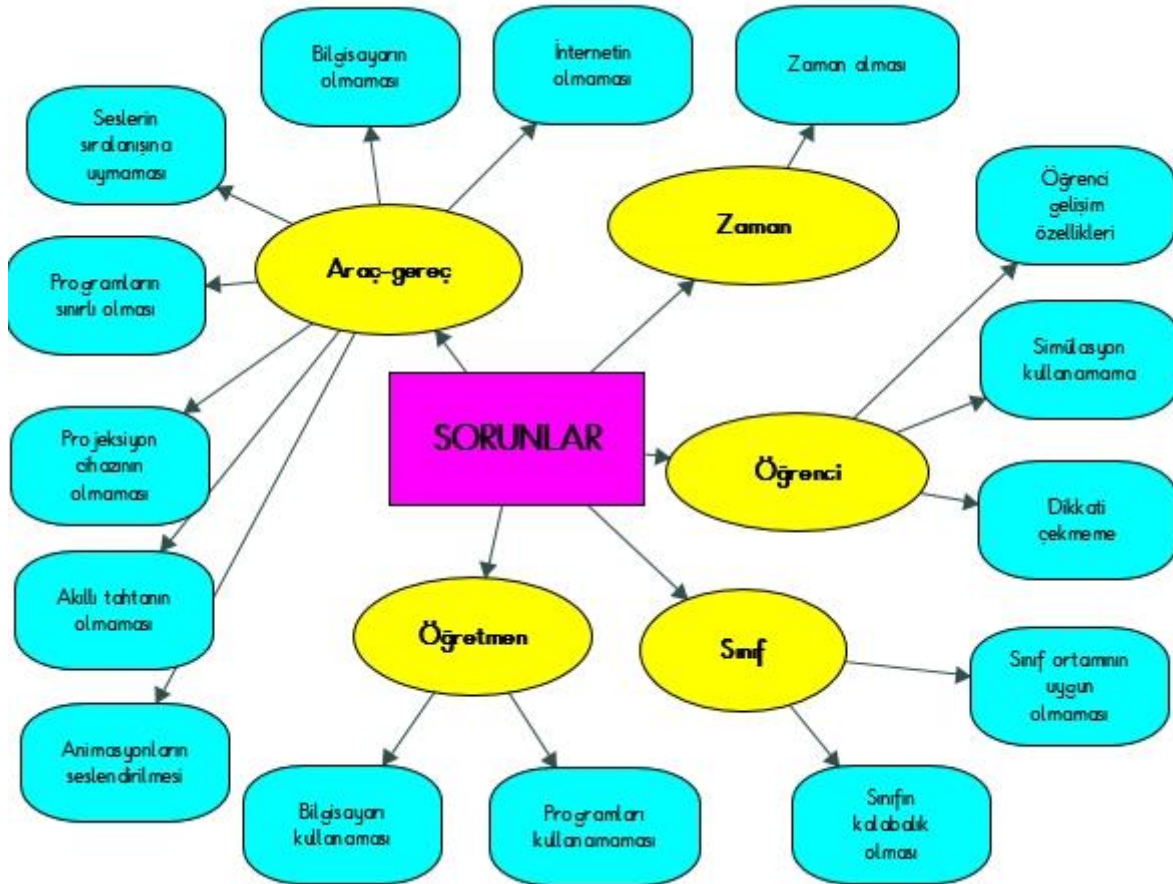 Bilgisayarın
olmaması
İnternetin
olmaması
Zaman alması
Seslerin
sıralanışına
uymaması
Öğrenci
gelişim
özellikleri
Zaman
Araç-gereç
Programların
sınırlı olması
Simülasyon
kullanamama
SORUNLAR
Projeksiyon
cihazının
olmaması
Öğrenci
Dikkati
çekmeme
Akıllı tahtanın
olmaması
Öğretmen
Sınıf
Sınıf ortamının
uygun
olmaması
Animasyonların
seslendirilmesi
Bilgisayarı
kullanaması
Programları
kullanamaması
Sınıfın
kalabalık
olması